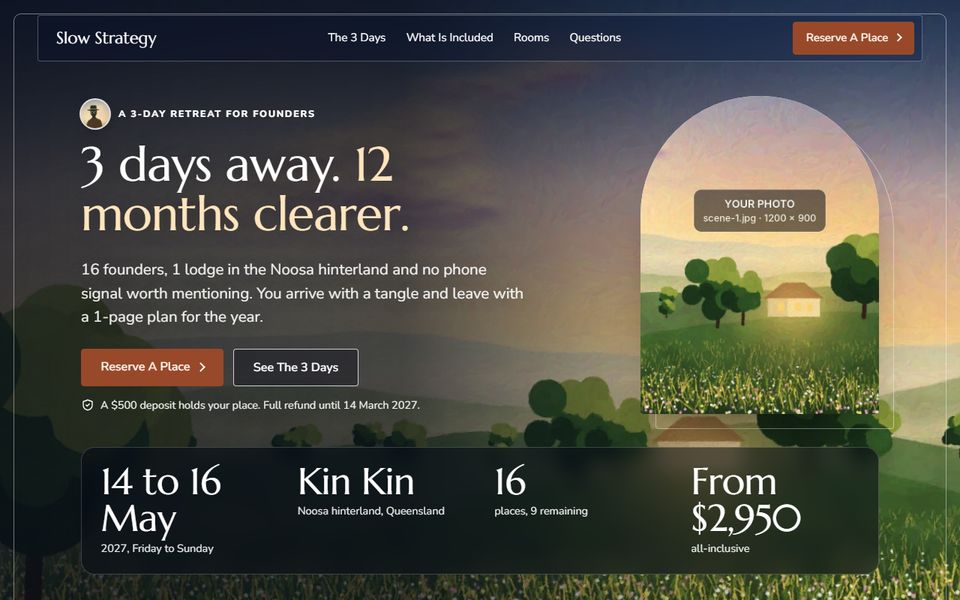 Slow Strategy
The 3 Days
What Is Included
Rooms
Questions
Reserve A Place
A 3-DAY RETREAT FOR FOUNDERS
3 days away. 12
months clearer.
16 founders, 1 lodge in the Noosa hinterland and no phone
signal worth mentioning. You arrive with a tangle and leave with
a 1-page plan for the year.
Reserve A Place
See The 3 Days
A $500 deposit holds your place. Full refund until 14 March 2027.
YOUR PHOTO
scene-1.jpg · 1200 × 900
14 to 16
May
2027, Friday to Sunday
Kin Kin
Noosa hinterland, Queensland
16
places, 9 remaining
From
$2,950
all-inclusive